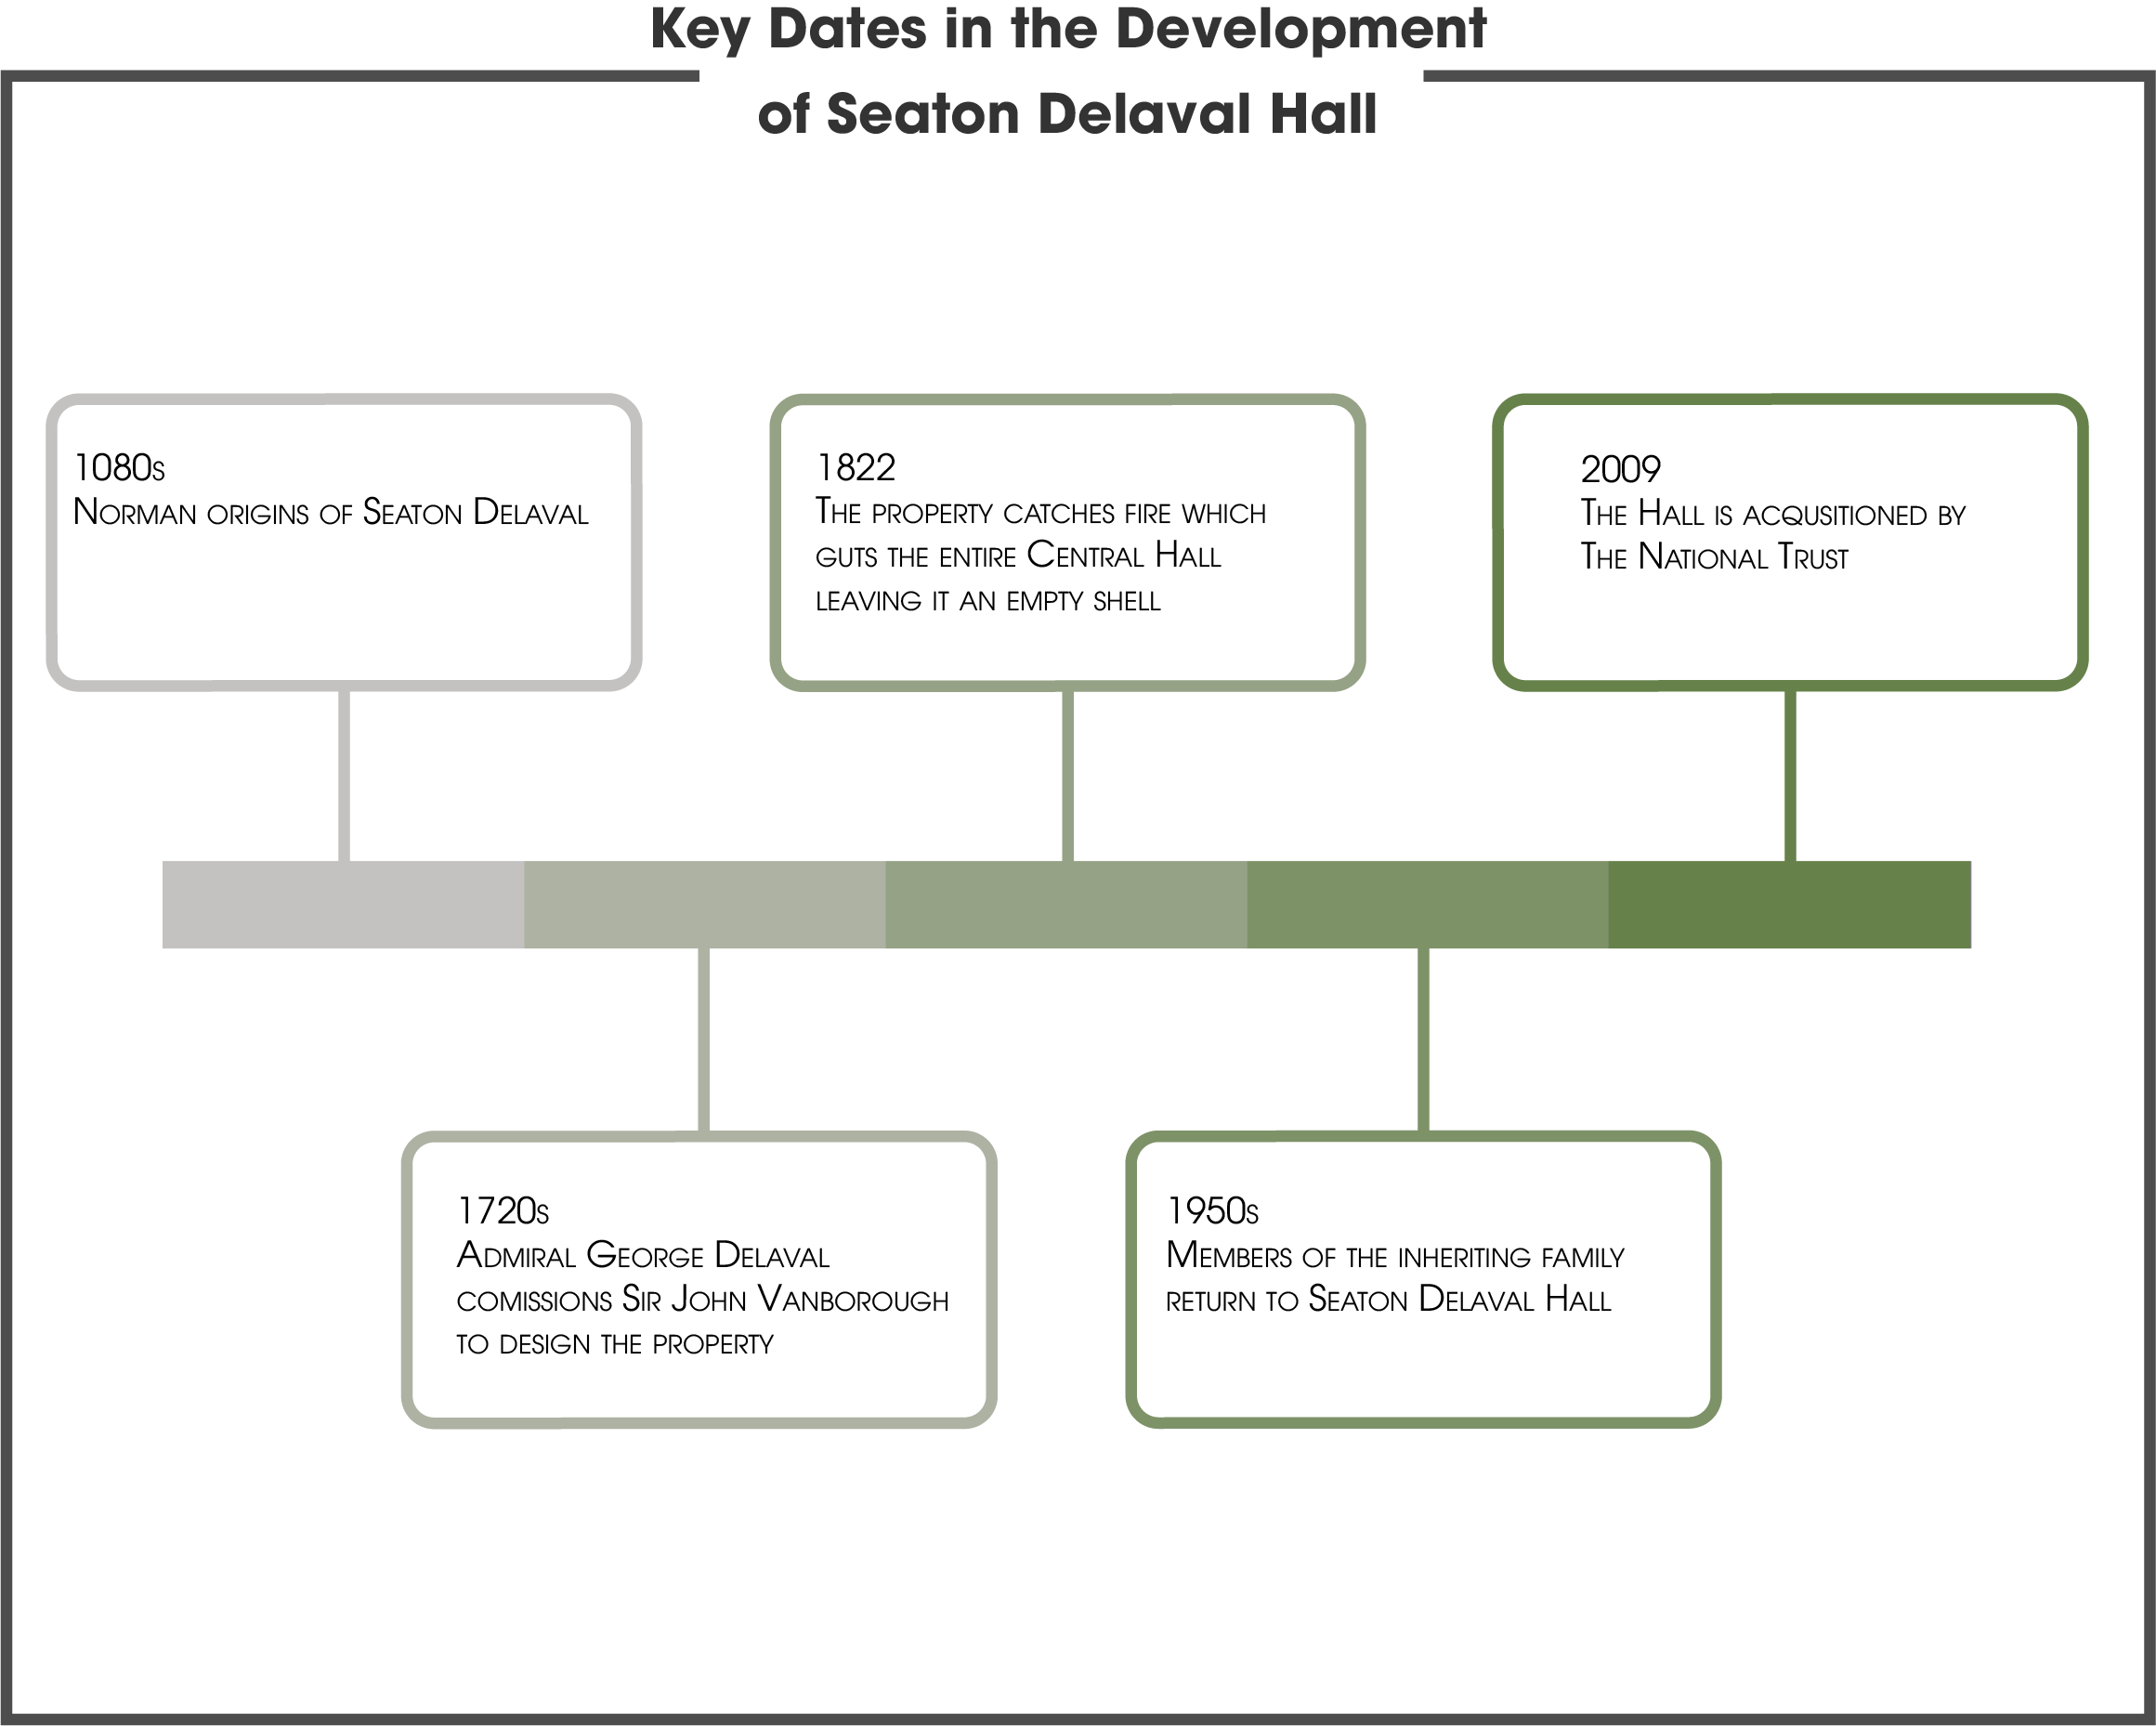 Key Dates in the Development
of Seaton Delaval Hall
1080s
Norman origins of Seaton Delaval
1720s
Admiral George Delaval
comissions Sir John Vanborough
to design the property
1822
The property catches fire which
guts the entire Central Hall
leaving it an empty shell
1950s
Members of the inheriting family
return to Seaton Delaval Hall
2009
The Hall is acqusitioned by
The National Trust